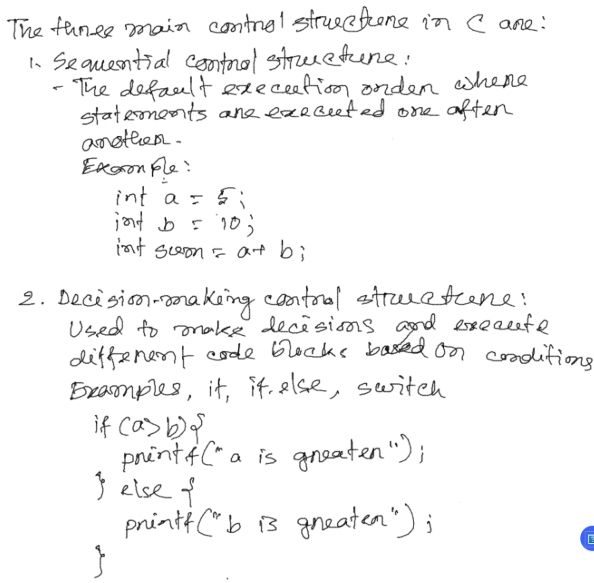 The three main control structure in C are:
1. Sequential control structure:
- The default execution order where
statements are executed one after
another.
Example:
int a = 5;
int b = 10;
int sum = a+ b;
2. Decision-making control structure:
Used to make decisions and execute
different code blocks based on conditions
Examples, if, if.else, switch
if (a>b){
printf("a is greater");
} else {
printf("b is greater");
}